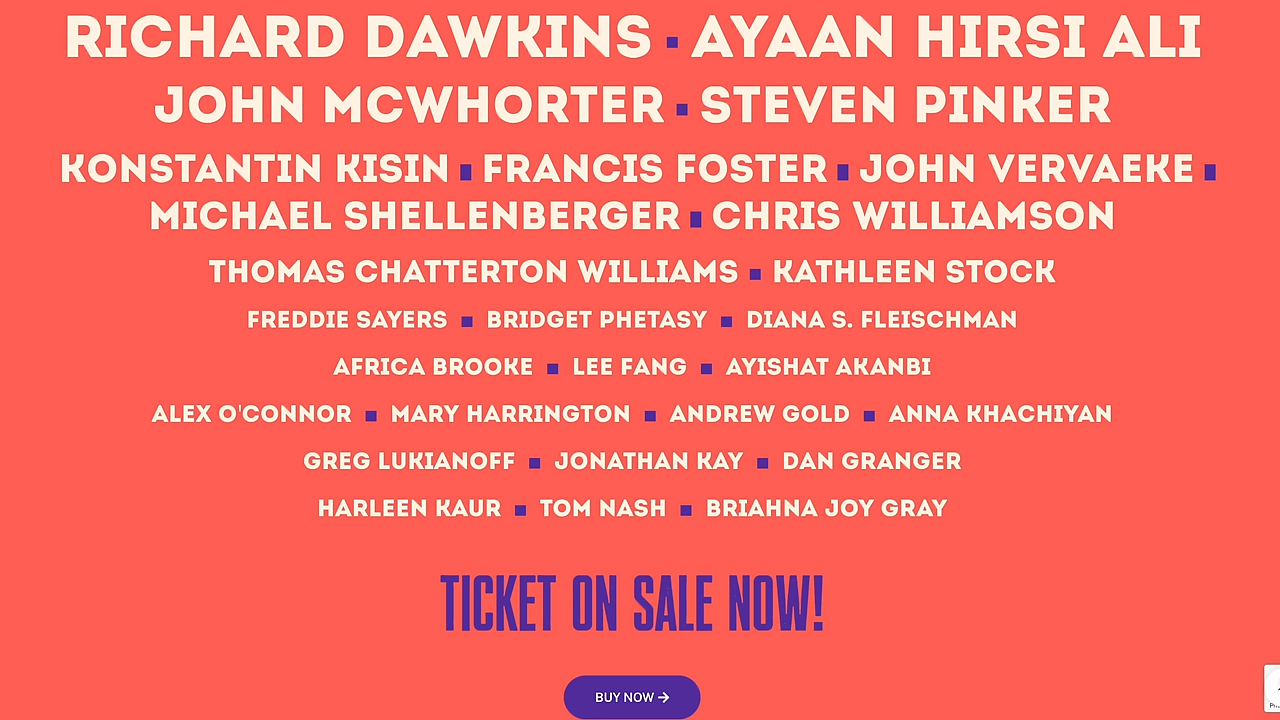 RICHARD DAWKINS ▪ AYAAN HIRSI ALI
JOHN MCWHORTER ▪ STEVEN PINKER
KONSTANTIN KISIN ▪ FRANCIS FOSTER ▪ JOHN VERVAEKE ▪
MICHAEL SHELLENBERGER ▪ CHRIS WILLIAMSON
THOMAS CHATTERTON WILLIAMS ▪ KATHLEEN STOCK
FREDDIE SAYERS ▪ BRIDGET PHETASY ▪ DIANA S. FLEISCHMAN
AFRICA BROOKE ▪ LEE FANG ▪ AYISHAT AKANBI
ALEX O'CONNOR ▪ MARY HARRINGTON ▪ ANDREW GOLD ▪ ANNA KHACHIYAN
GREG LUKIANOFF ▪ JONATHAN KAY ▪ DAN GRANGER
HARLEEN KAUR ▪ TOM NASH ▪ BRIAHNA JOY GRAY
TICKET ON SALE NOW!
BUY NOW →